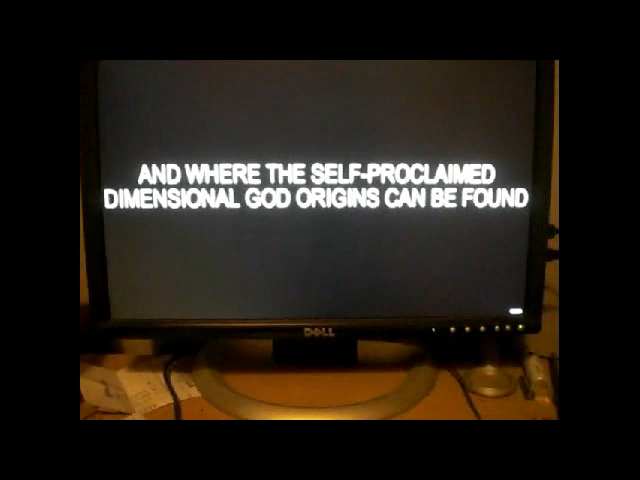 AND WHERE THE SELF-PROCLAIMED
DIMENSIONAL GOD ORIGINS CAN BE FOUND
DELL